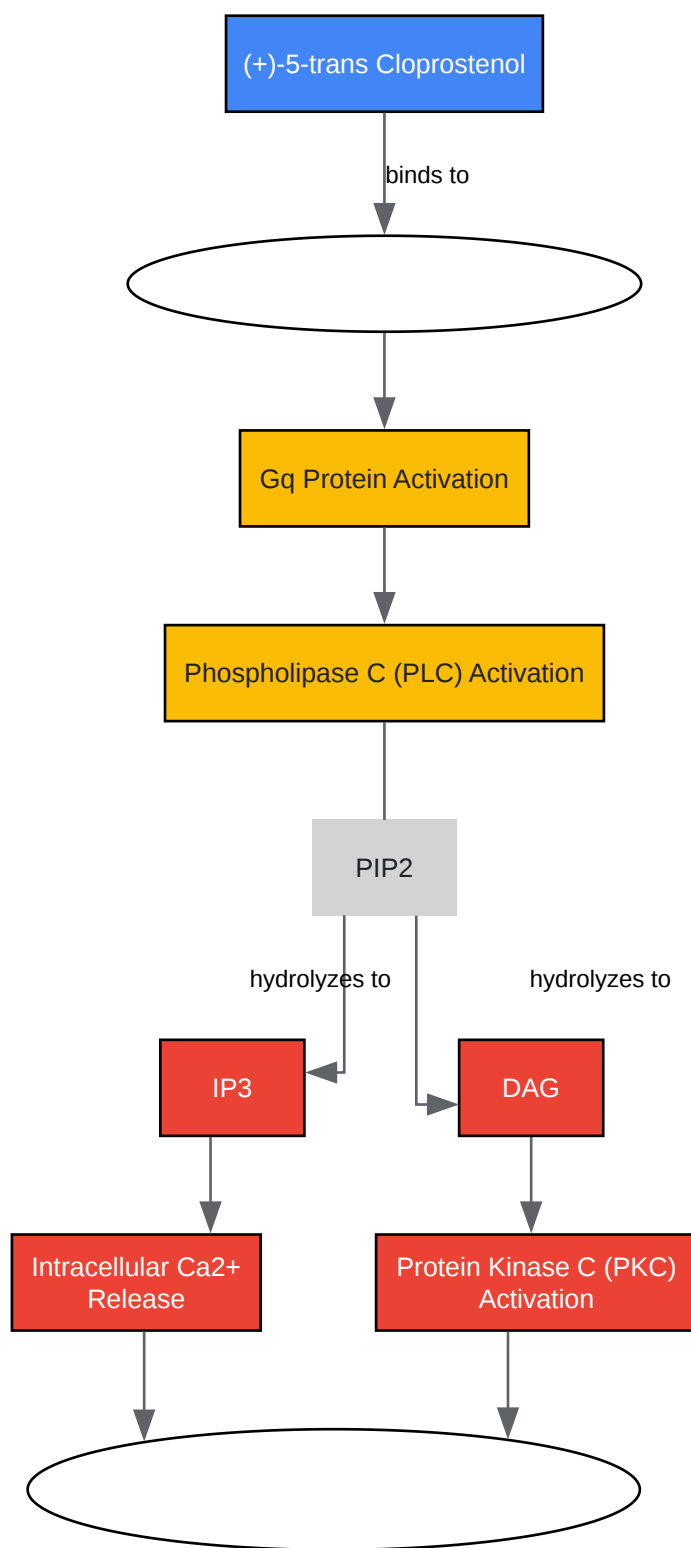 (+)-5-trans Cloprostenol
binds to
Gq Protein Activation
Phospholipase C (PLC) Activation
PIP2
hydrolyzes to
hydrolyzes to
IP3
DAG
Intracellular Ca2+
Release
Protein Kinase C (PKC)
Activation